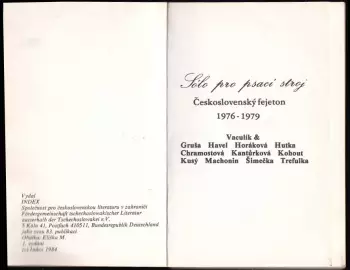 Vydal
INDEX
Společnost pro československou literaturu v zahraničí
Fördergemeinschaft tschechoslowakischer Literatur
ausserhalb der Tschechoslowakei e.V.
5 Köln 41, Postfach 410511, Bundesrepublik Deutschland
jako svou 83. publikaci
Obálka: Eliška M.
1. vydání
(c) Index 1984
Sólo pro psací stroj
Československý fejeton
1976-1979
Vaculík &
Gruša Havel Horáková Hutka
Chramostová Kantůrková Kohout
Kusý Machonin Šimečka Trefulka